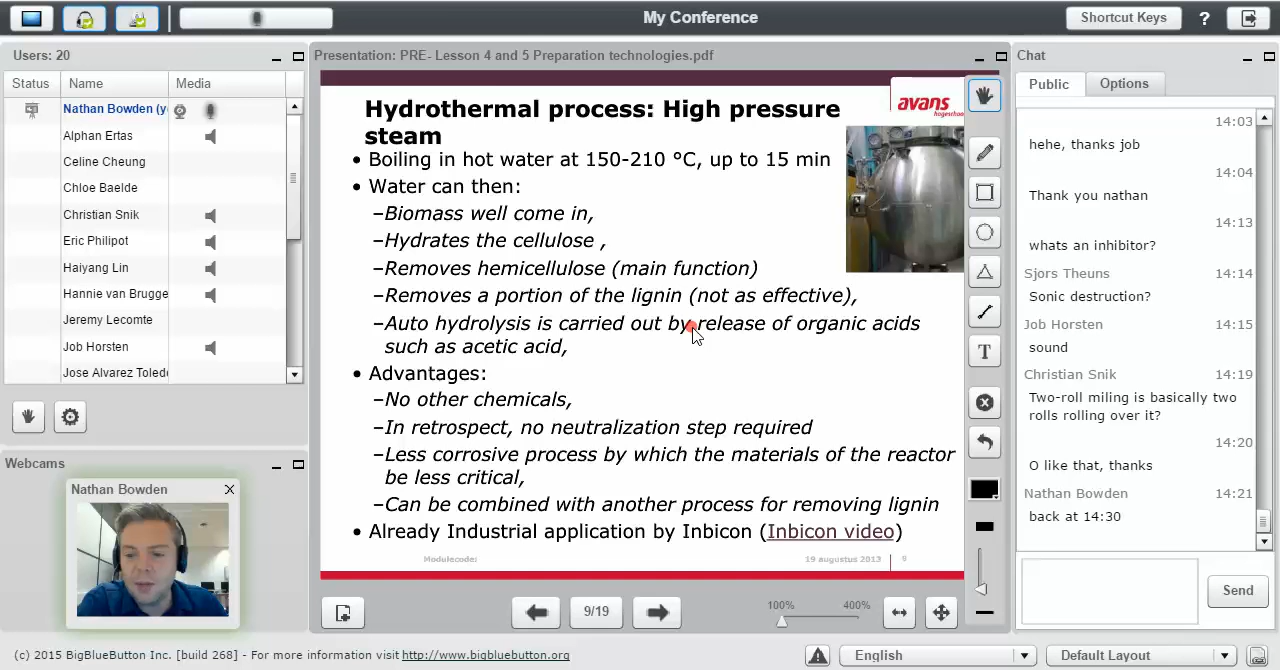 My Conference
Shortcut Keys
?
Users: 20
Status Name Media
Nathan Bowden (y
Alphan Ertas
Celine Cheung
Chloe Baelde
Christian Snik
Eric Philipot
Haiyang Lin
Hannie van Brugge
Jeremy Lecomte
Job Horsten
Jose Alvarez Toled
Webcams
Nathan Bowden
Presentation: PRE- Lesson 4 and 5 Preparation technologies.pdf
Hydrothermal process: High pressure
steam
avans
hogeschool
• Boiling in hot water at 150-210 °C, up to 15 min
• Water can then:
–Biomass well come in,
–Hydrates the cellulose ,
–Removes hemicellulose (main function)
–Removes a portion of the lignin (not as effective),
–Auto hydrolysis is carried out by release of organic acids
such as acetic acid,
• Advantages:
–No other chemicals,
–In retrospect, no neutralization step required
–Less corrosive process by which the materials of the reactor
be less critical,
–Can be combined with another process for removing lignin
• Already Industrial application by Inbicon (Inbicon video)
Modulecode:
19 augustus 2013
9/19
100% 400%
T
Chat
Public Options
14:03
hehe, thanks job
14:04
Thank you nathan
14:13
whats an inhibitor?
Sjors Theuns 14:14
Sonic destruction?
Job Horsten 14:15
sound
Christian Snik 14:19
Two-roll miling is basically two
rolls rolling over it?
14:20
O like that, thanks
Nathan Bowden 14:21
back at 14:30
Send
(c) 2015 BigBlueButton Inc. [build 268] - For more information visit http://www.bigbluebutton.org
English
Default Layout